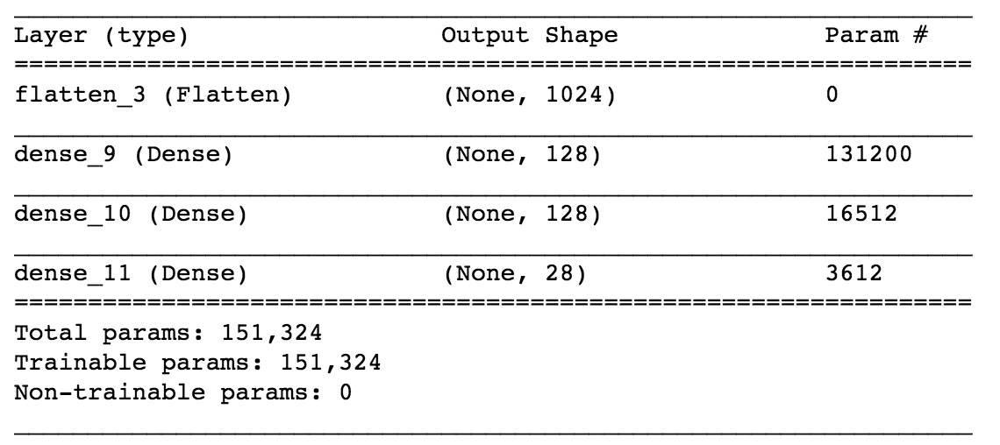 Layer (type) Output Shape Param #
=================================================================
flatten_3 (Flatten) (None, 1024) 0
_________________________________________________________________
dense_9 (Dense) (None, 128) 131200
_________________________________________________________________
dense_10 (Dense) (None, 128) 16512
_________________________________________________________________
dense_11 (Dense) (None, 28) 3612
=================================================================
Total params: 151,324
Trainable params: 151,324
Non-trainable params: 0
_________________________________________________________________